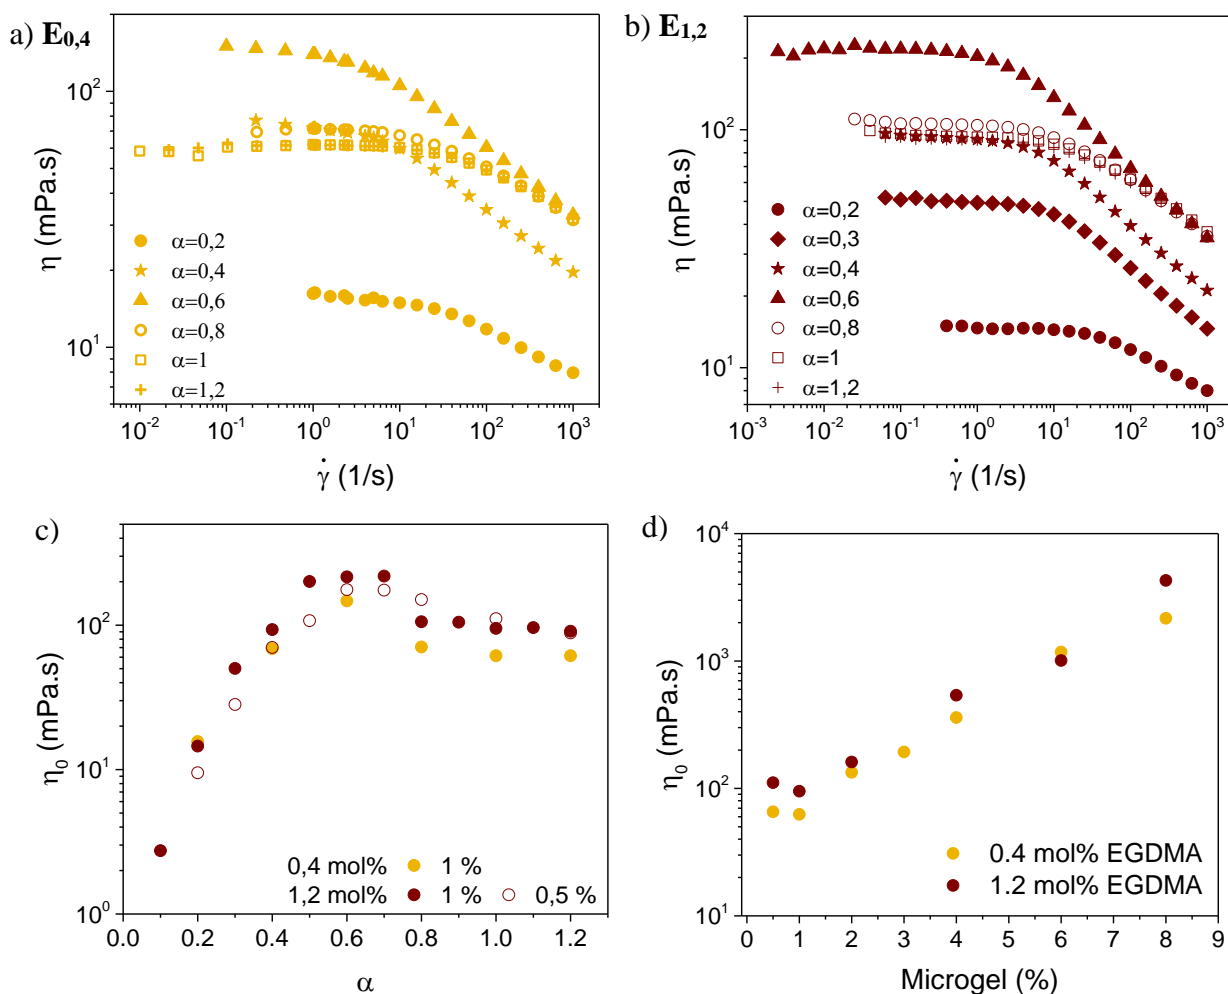 a) E0,4
η (mPa.s)
10²
10¹
α=0,2
α=0,4
α=0,6
α=0,8
α=1
α=1,2
10⁻² 10⁻¹ 10⁰ 10¹ 10² 10³
γ̇ (1/s)
b) E1,2
η (mPa.s)
10²
10¹
α=0,2
α=0,3
α=0,4
α=0,6
α=0,8
α=1
α=1,2
10⁻³ 10⁻² 10⁻¹ 10⁰ 10¹ 10² 10³
γ̇ (1/s)
c)
η₀ (mPa.s)
10²
10¹
10⁰
0,4 mol% 1 %
1,2 mol% 1 % 0,5 %
0.0 0.2 0.4 0.6 0.8 1.0 1.2
α
d)
η₀ (mPa.s)
10⁴
10³
10²
10¹
0.4 mol% EGDMA
1.2 mol% EGDMA
0 1 2 3 4 5 6 7 8 9
Microgel (%)